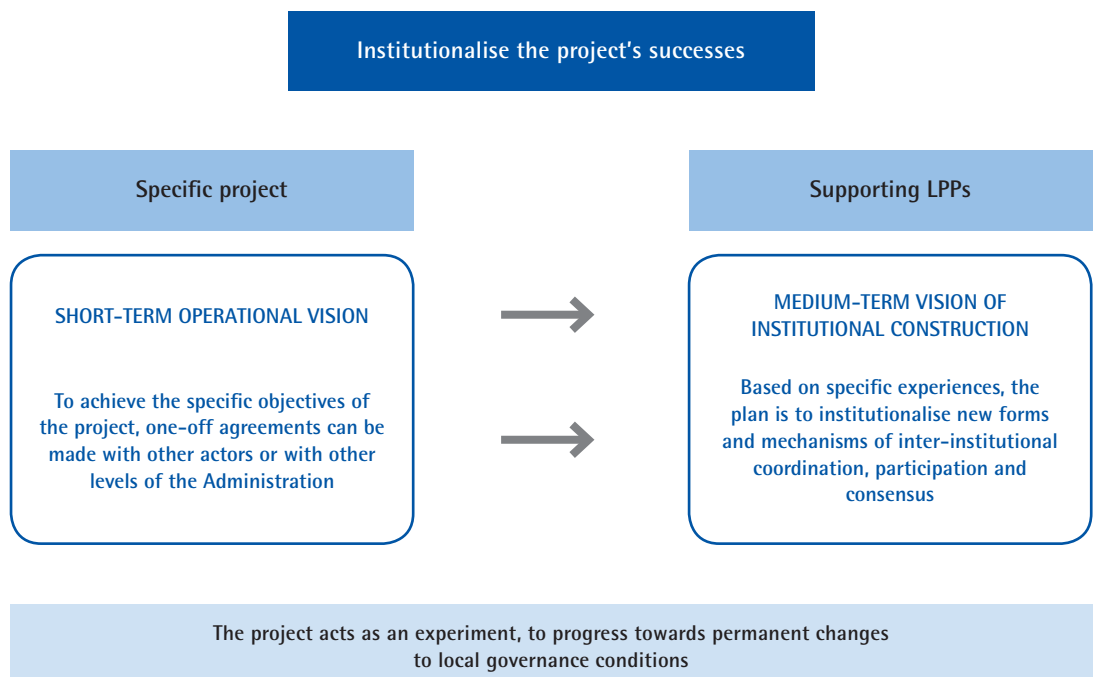 Institutionalise the project's successes
Specific project
SHORT-TERM OPERATIONAL VISION
To achieve the specific objectives of
the project, one-off agreements can be
made with other actors or with other
levels of the Administration
Supporting LPPs
MEDIUM-TERM VISION OF
INSTITUTIONAL CONSTRUCTION
Based on specific experiences, the
plan is to institutionalise new forms
and mechanisms of inter-institutional
coordination, participation and
consensus
The project acts as an experiment, to progress towards permanent changes
to local governance conditions